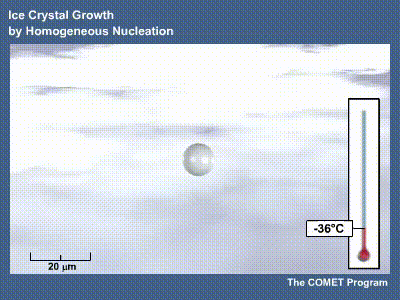 Ice Crystal Growth
by Homogeneous Nucleation
-36°C
20 µm
The COMET Program